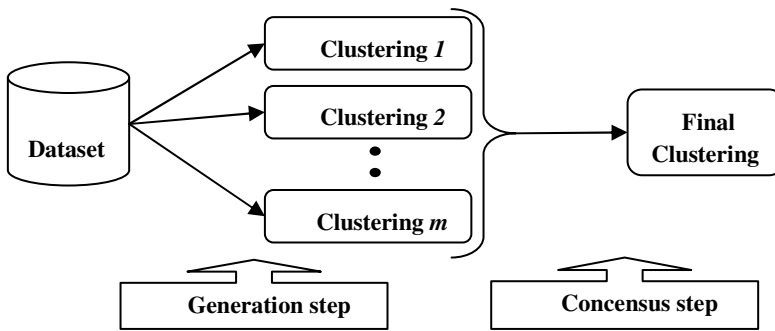 Clustering 1
Clustering 2
Dataset
Final
Clustering
Clustering m
Generation step
Concensus step